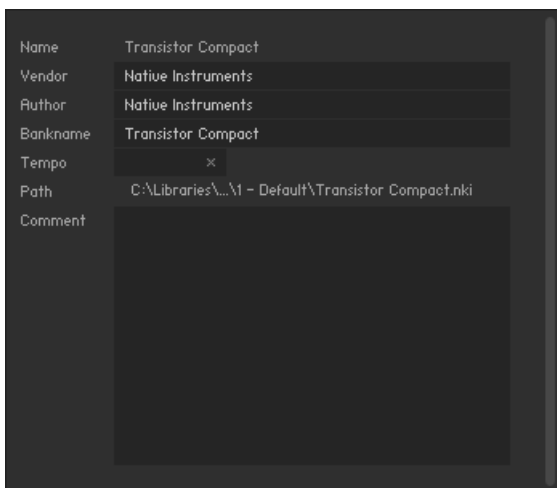 Name Transistor Compact
Vendor Native Instruments
Author Native Instruments
Bankname Transistor Compact
Tempo ×
Path C:\Libraries\...\1 - Default\Transistor Compact.nki
Comment